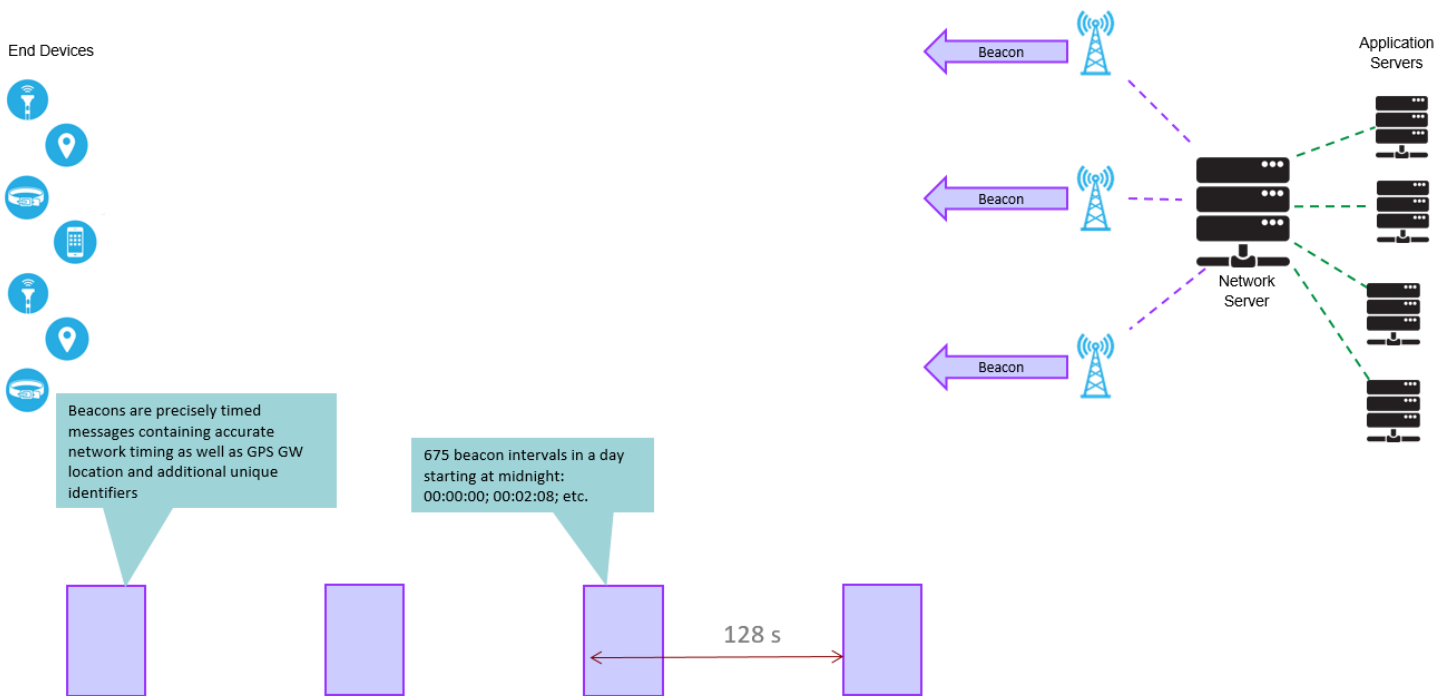 End Devices
Beacon
Application
Servers
Beacon
Network
Server
Beacon
Beacons are precisely timed
messages containing accurate
network timing as well as GPS GW
location and additional unique
identifiers
675 beacon intervals in a day
starting at midnight:
00:00:00; 00:02:08; etc.
128 s